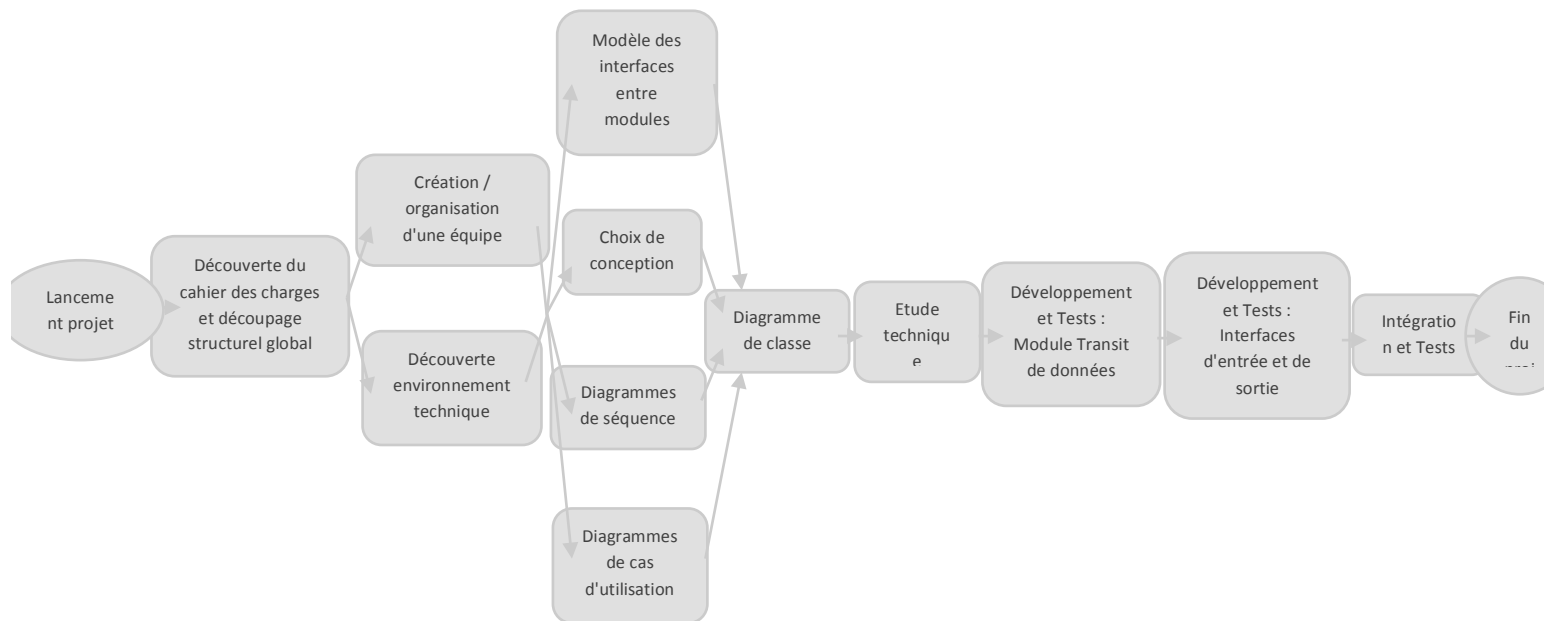 Lanceme
nt projet
Découverte du
cahier des charges
et découpage
structurel global
Création /
organisation
d'une équipe
Découverte
environnement
technique
Modèle des
interfaces
entre
modules
Choix de
conception
Diagrammes
de séquence
Diagrammes
de cas
d'utilisation
Diagramme
de classe
Etude
techniqu
e
Développement
et Tests :
Module Transit
de données
Développement
et Tests :
Interfaces
d'entrée et de
sortie
Intégratio
n et Tests
Fin
du